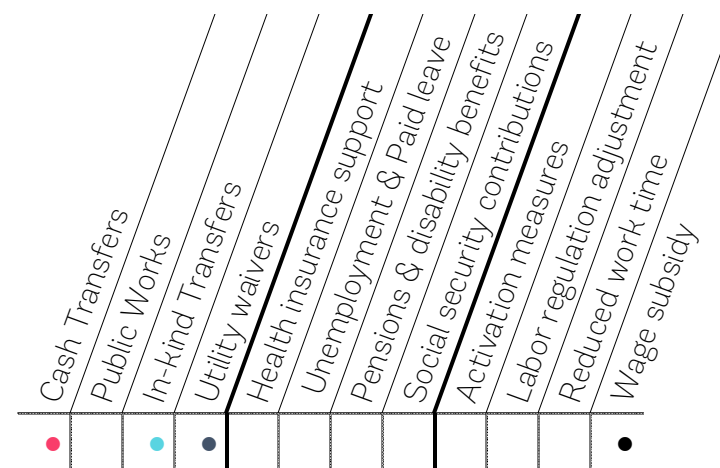 Cash Transfers
Public Works
In-kind Transfers
Utility waivers
Health insurance support
Unemployment & Paid leave
Pensions & disability benefits
Social security contributions
Activation measures
Labor regulation adjustment
Reduced work time
Wage subsidy